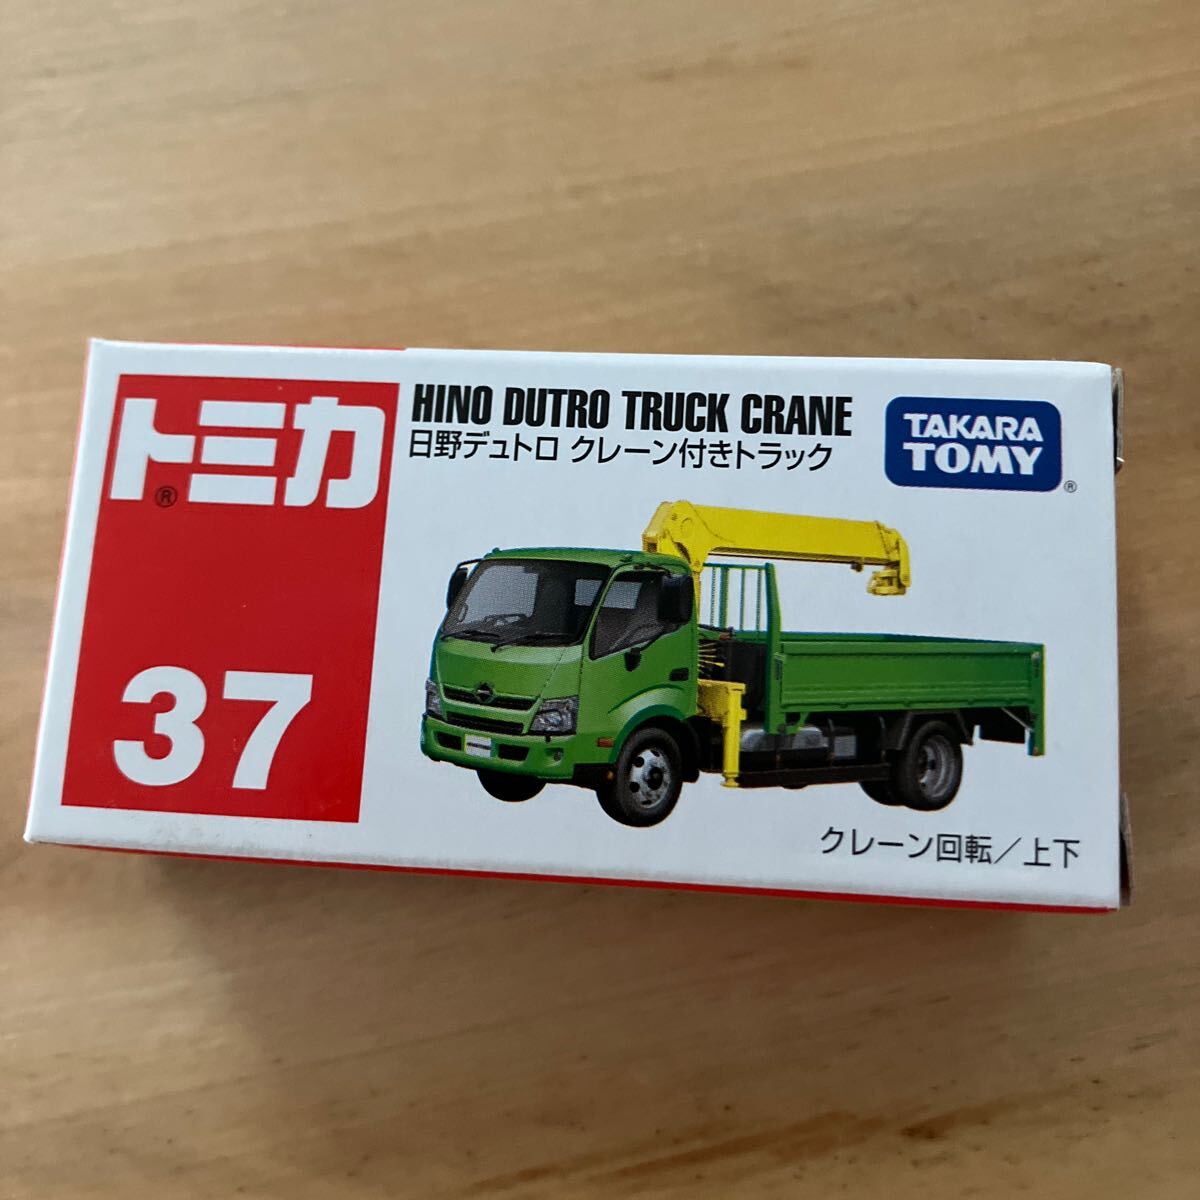 トミカ®
37
HINO DUTRO TRUCK CRANE
日野デュトロ クレーン付きトラック
TAKARA
TOMY®
クレーン回転／上下